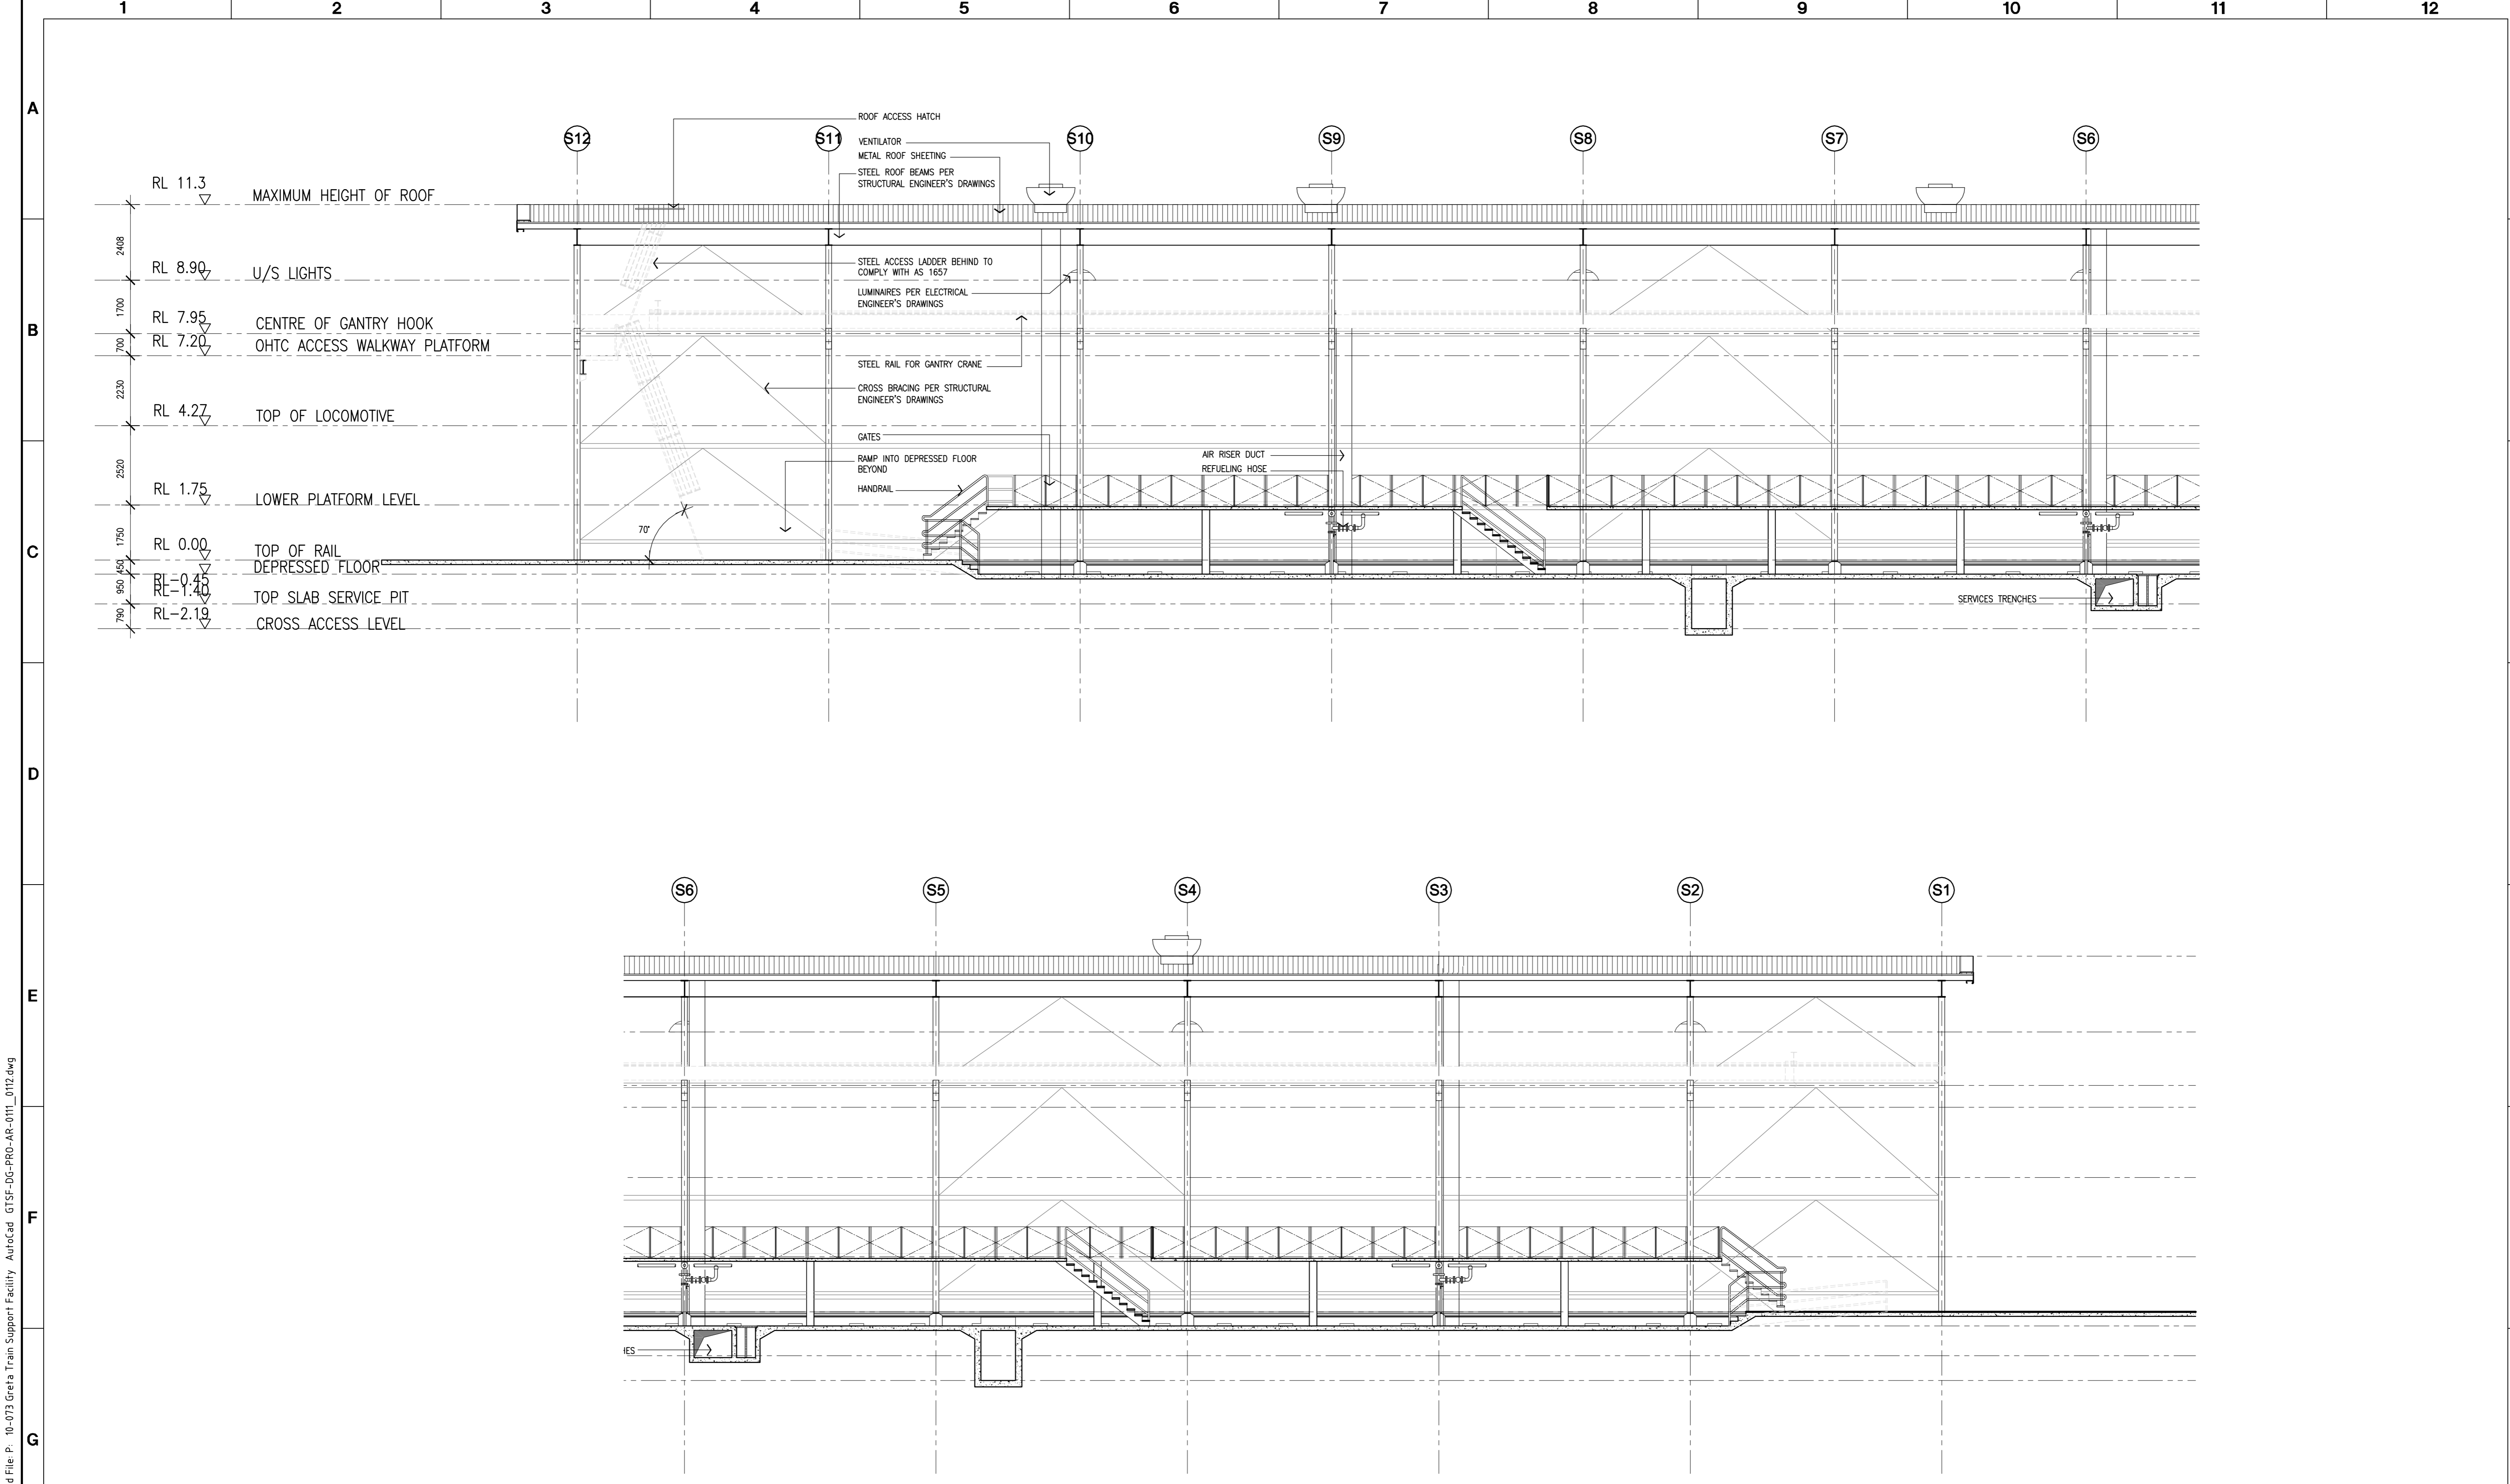 1 2 3 4 5 6 7 8 9 10 11 12
A
ROOF ACCESS HATCH
S12 S11 S10 S9 S8 S7 S6
VENTILATOR
METAL ROOF SHEETING
STEEL ROOF BEAMS PER
STRUCTURAL ENGINEER'S DRAWINGS
RL 11.3
MAXIMUM HEIGHT OF ROOF
2408
RL 8.90
U/S LIGHTS
STEEL ACCESS LADDER BEHIND TO
COMPLY WITH AS 1657
LUMINAIRES PER ELECTRICAL
ENGINEER'S DRAWINGS
1700
RL 7.95
CENTRE OF GANTRY HOOK
B
700
RL 7.20
OHTC ACCESS WALKWAY PLATFORM
STEEL RAIL FOR GANTRY CRANE
2230
CROSS BRACING PER STRUCTURAL
ENGINEER'S DRAWINGS
RL 4.27
TOP OF LOCOMOTIVE
GATES
RAMP INTO DEPRESSED FLOOR
BEYOND
AIR RISER DUCT
REFUELING HOSE
2520
HANDRAIL
RL 1.75
LOWER PLATFORM LEVEL
70°
1750
RL 0.00
TOP OF RAIL
C
450
DEPRESSED FLOOR
RL-0.45
950
RL-1.40
TOP SLAB SERVICE PIT
SERVICES TRENCHES
790
RL-2.19
CROSS ACCESS LEVEL
D
S6 S5 S4 S3 S2 S1
E
F
HES
G
d File: P: 10-073 Greta Train Support Facility AutoCad GTSF-DG-PRO-AR-0111_0112.dwg